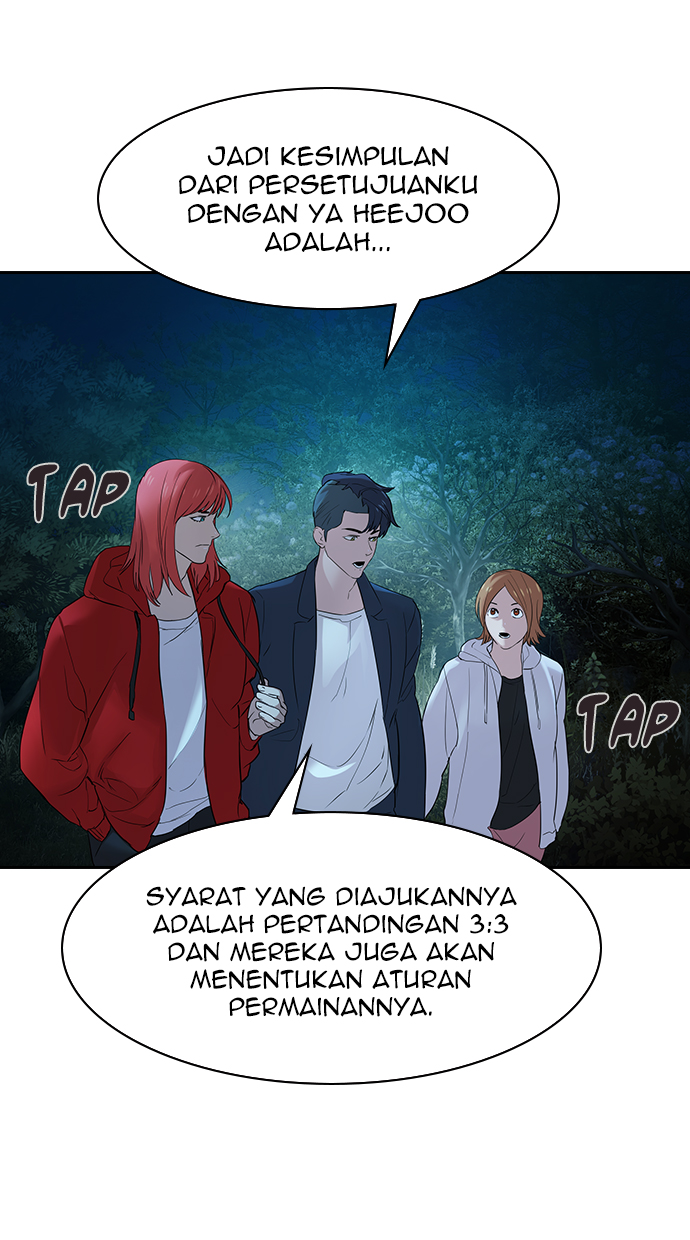 JADI KESIMPULAN
DARI PERSETUJUANKU
DENGAN YA HEEJOO
ADALAH...
TAP
TAP
SYARAT YANG DIAJUKANNYA
ADALAH PERTANDINGAN 3:3
DAN MEREKA JUGA AKAN
MENENTUKAN ATURAN
PERMAINANNYA.